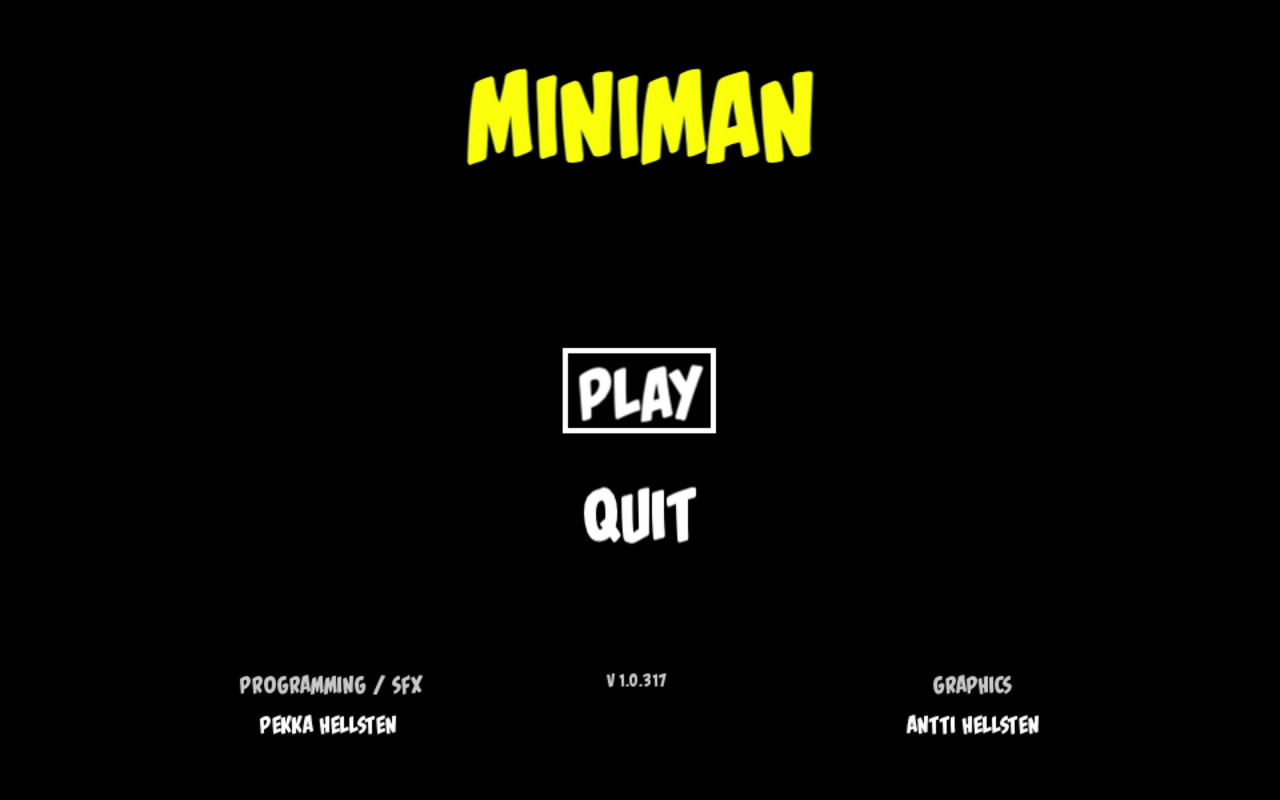 MINIMAN
PLAY
QUIT
PROGRAMMING / SFX
PEKKA HELLSTEN
V 1.0.317
GRAPHICS
ANTTI HELLSTEN